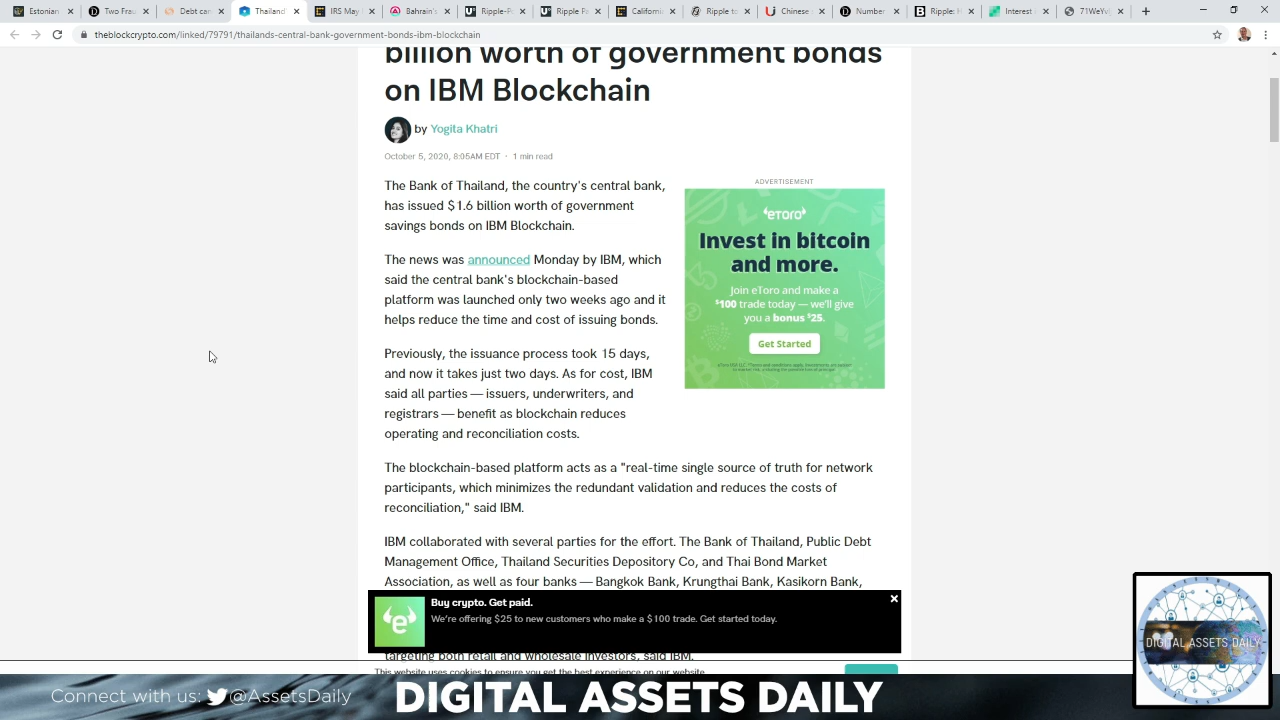 Estonian
Two Fran
Debt car
Thailand'
IRS May
Bahrain's
Ripple Po
Ripple Fo
California
Ripple to
Chinese
Number
Ripple: H
Interest
71WeYvL
theblockcrypto.com/linked/79791/thailands-central-bank-government-bonds-ibm-blockchain
billion worth of government bonds
on IBM Blockchain
by Yogita Khatri
October 5, 2020, 8:05AM EDT · 1 min read
The Bank of Thailand, the country's central bank,
has issued $1.6 billion worth of government
savings bonds on IBM Blockchain.
The news was announced Monday by IBM, which
said the central bank's blockchain-based
platform was launched only two weeks ago and it
helps reduce the time and cost of issuing bonds.
Previously, the issuance process took 15 days,
and now it takes just two days. As for cost, IBM
said all parties — issuers, underwriters, and
registrars — benefit as blockchain reduces
operating and reconciliation costs.
ADVERTISEMENT
eToro
Invest in bitcoin
and more.
Join eToro and make a
$100 trade today — we'll give
you a bonus $25.
Get Started
The blockchain-based platform acts as a "real-time single source of truth for network
participants, which minimizes the redundant validation and reduces the costs of
reconciliation," said IBM.
IBM collaborated with several parties for the effort. The Bank of Thailand, Public Debt
Management Office, Thailand Securities Depository Co, and Thai Bond Market
Association, as well as four banks — Bangkok Bank, Krungthai Bank, Kasikorn Bank,
Buy crypto. Get paid.
We're offering $25 to new customers who make a $100 trade. Get started today.
targeting both retail and wholesale investors, said IBM.
This website uses cookies to ensure you get the best experience on our website.
DIGITAL ASSETS DAILY
Connect with us: @AssetsDaily
DIGITAL ASSETS DAILY